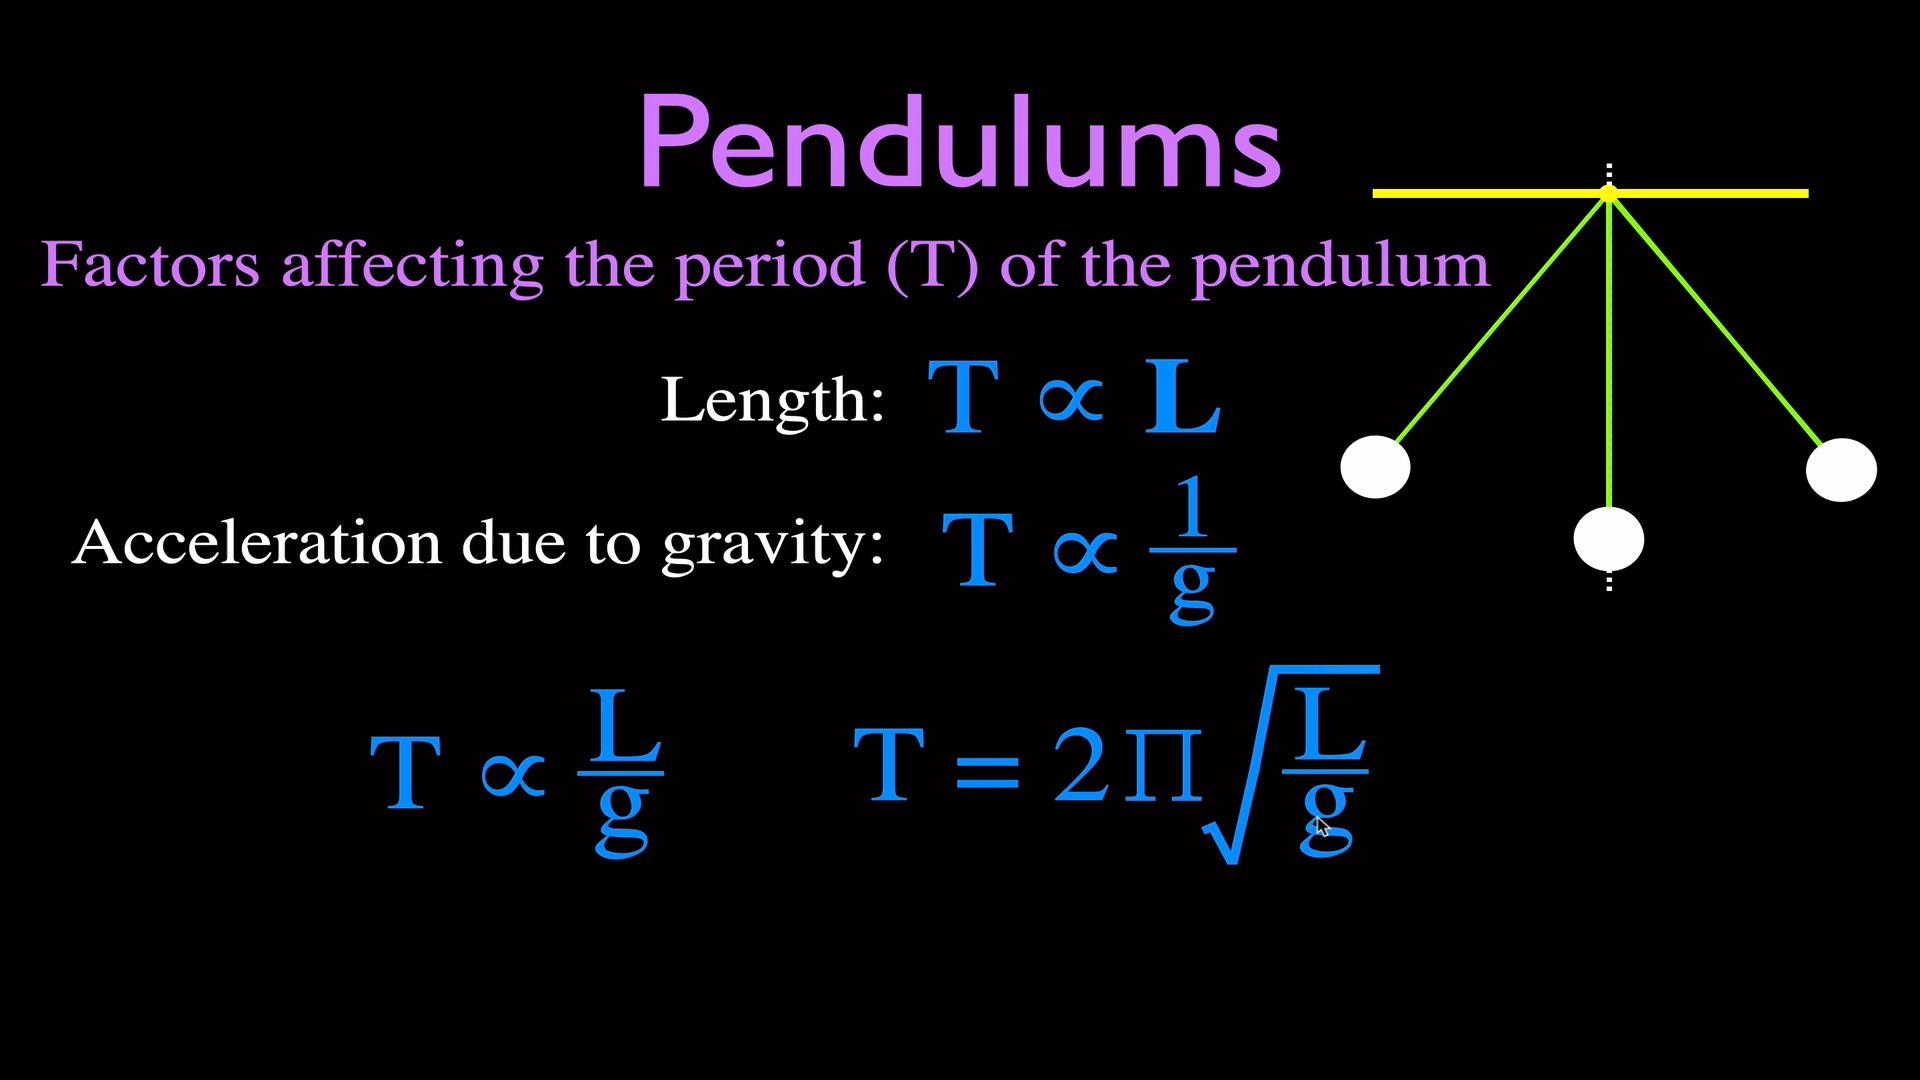 Pendulums
Factors affecting the period (T) of the pendulum
Length: T ∝ L
Acceleration due to gravity: T ∝ 1/g
T ∝ L/g
T = 2Π√(L/g)